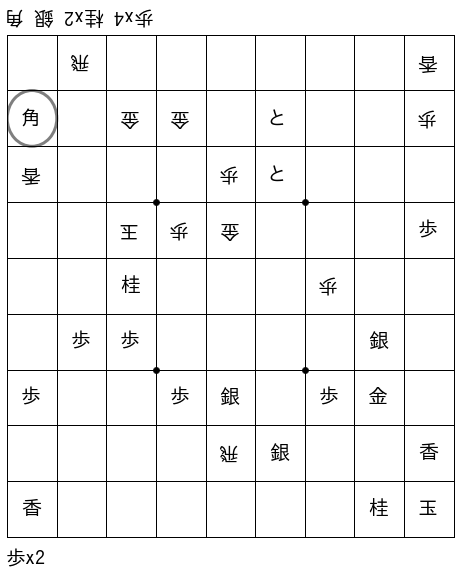 歩x4 桂x2 銀 角
飛 香
角 金 金 と 歩
香 歩 と
王 歩 金 歩
桂 歩
歩 歩 銀
歩 歩 銀 歩 金
飛 銀 香
香 桂 玉
歩x2